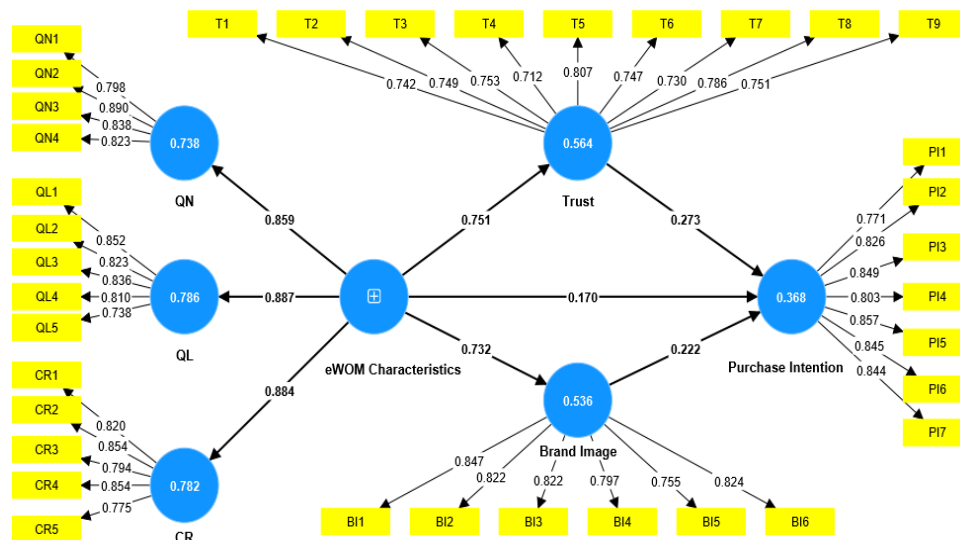 T1 T2 T3 T4 T5 T6 T7 T8 T9
0.742 0.749 0.753 0.712 0.807 0.747 0.730 0.786 0.751
QN1
QN2
QN3
QN4
0.798
0.890
0.838
0.823
0.738
QN
0.564
Trust
QL1
QL2
QL3
QL4
QL5
0.852
0.823
0.836
0.810
0.738
0.786
QL
0.859
0.887
0.884
eWOM Characteristics
0.751
0.170
0.732
0.273
0.222
0.368
Purchase Intention
PI1
PI2
PI3
PI4
PI5
PI6
PI7
0.771
0.826
0.849
0.803
0.857
0.845
0.844
CR1
CR2
CR3
CR4
CR5
0.820
0.854
0.794
0.854
0.775
0.782
CR
0.536
Brand Image
0.847 0.822 0.822 0.797 0.755 0.824
BI1 BI2 BI3 BI4 BI5 BI6